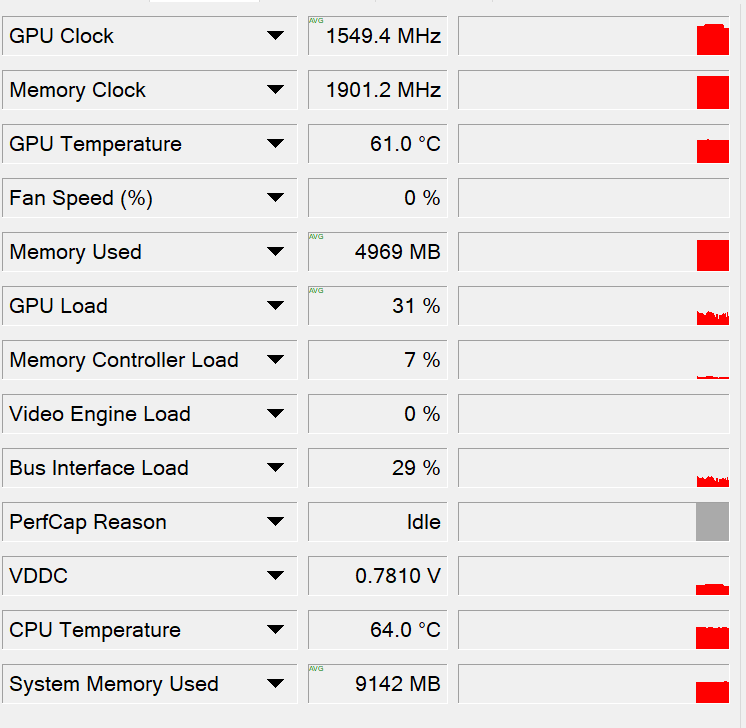 GPU Clock AVG 1549.4 MHz
Memory Clock 1901.2 MHz
GPU Temperature 61.0 °C
Fan Speed (%) 0 %
Memory Used AVG 4969 MB
GPU Load AVG 31 %
Memory Controller Load 7 %
Video Engine Load 0 %
Bus Interface Load 29 %
PerfCap Reason Idle
VDDC 0.7810 V
CPU Temperature 64.0 °C
System Memory Used AVG 9142 MB